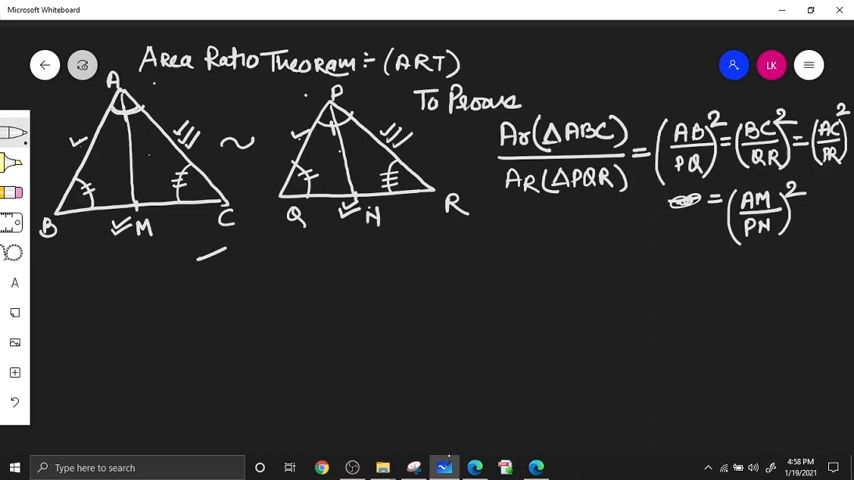 Microsoft Whiteboard
Area Ratio Theoram :- (ART)
LK
A
P
To Prove
Ar(△ABC) / AR(△PQR) = (AB/PQ)² = (BC/QR)² = (AC/PR)²
= (AM/PN)²
~
B M C
Q N R
A
Type here to search
4:58 PM
1/19/2021